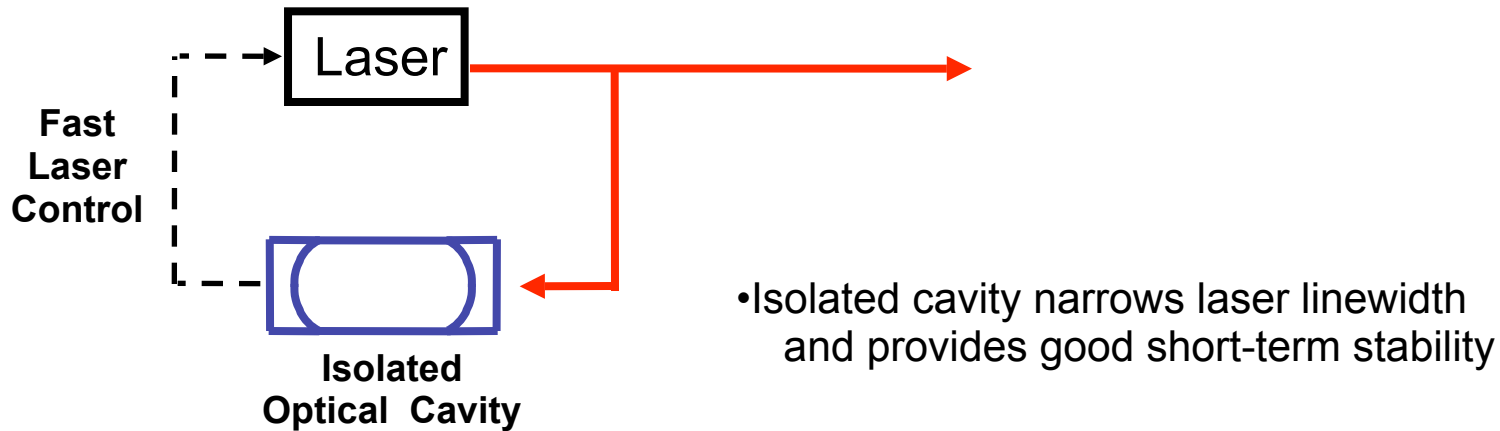 Laser
Fast
Laser
Control
•Isolated cavity narrows laser linewidth
and provides good short-term stability
Isolated
Optical Cavity